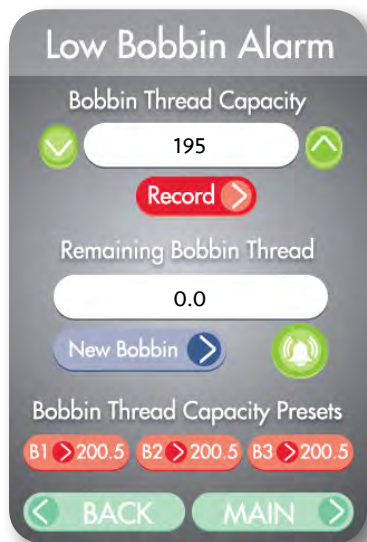 Low Bobbin Alarm
Bobbin Thread Capacity
195
Record
Remaining Bobbin Thread
0.0
New Bobbin
Bobbin Thread Capacity Presets
B1 200.5 B2 200.5 B3 200.5
BACK MAIN